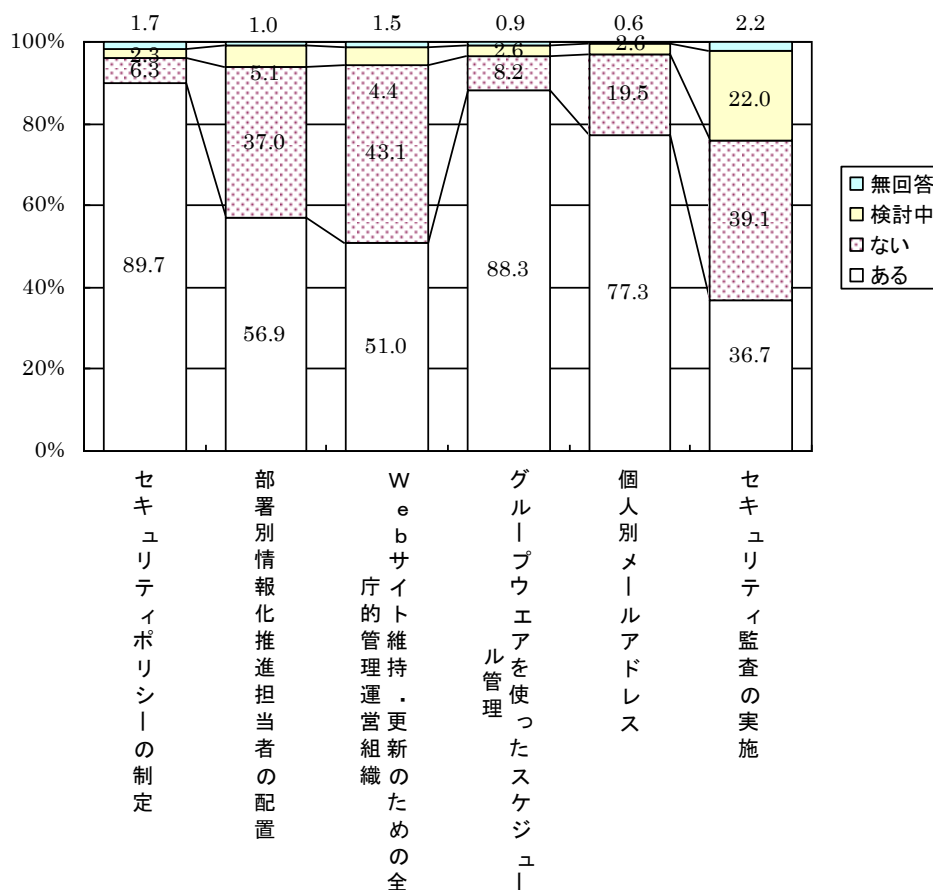 1.7 1.0 1.5 0.9 0.6 2.2
100%
80%
60%
40%
20%
0%
2.3 5.1 4.4 2.6 2.6 22.0
6.3 37.0 43.1 8.2 19.5 39.1
89.7 56.9 51.0 88.3 77.3 36.7
無回答
検討中
ない
ある
セキュリティポリシーの制定
部署別情報化推進担当者の配置
Webサイト維持・更新のための全
庁的管理運営組織
グループウェアを使ったスケジュー
ル管理
個人別メールアドレス
セキュリティ監査の実施